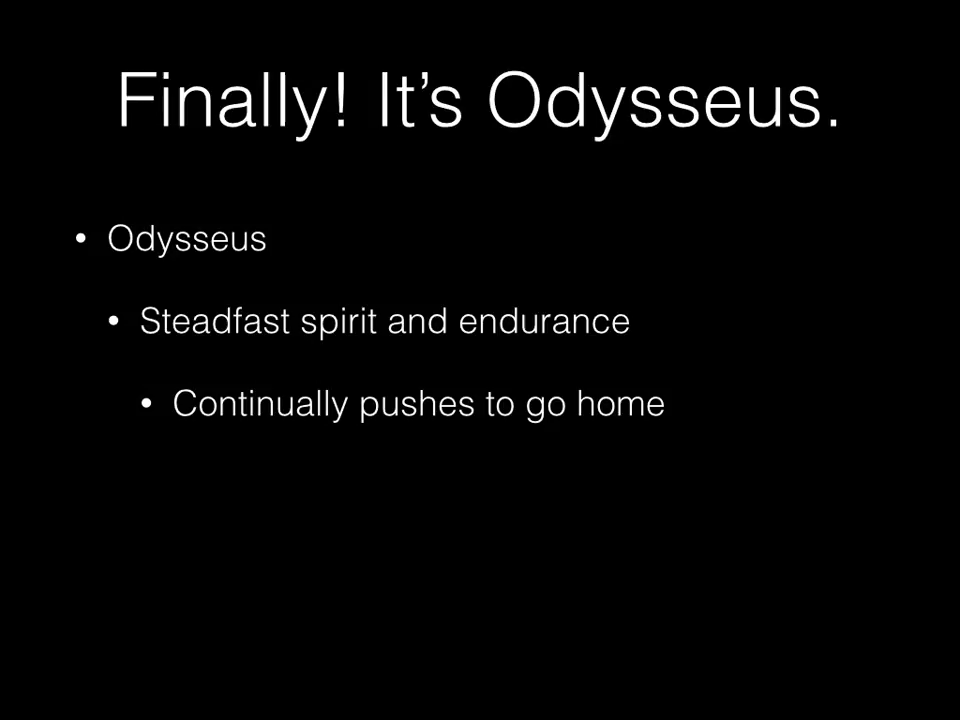 Finally! It’s Odysseus.
• Odysseus
• Steadfast spirit and endurance
• Continually pushes to go home